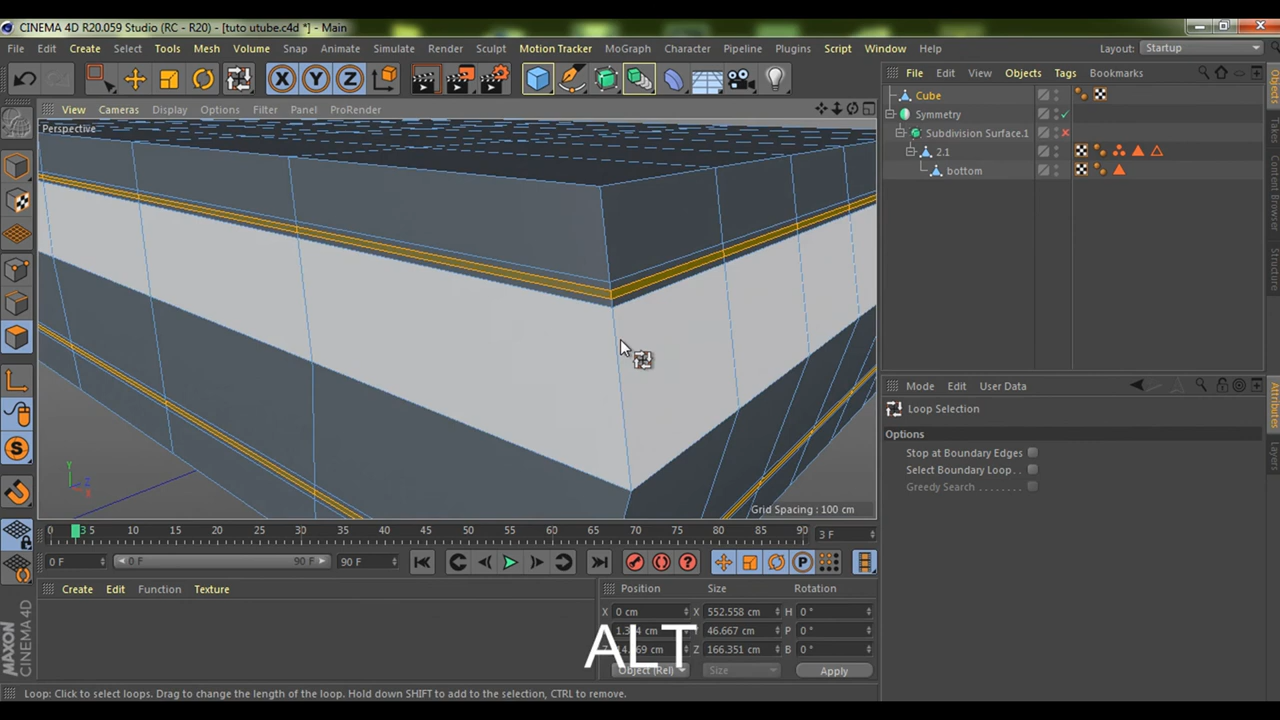 CINEMA 4D R20.059 Studio (RC - R20) - [tuto utube.c4d *] - Main
File Edit Create Select Tools Mesh Volume Snap Animate Simulate Render Sculpt Motion Tracker MoGraph Character Pipeline Plugins Script Window Help Layout: Startup
X Y Z
File Edit View Objects Tags Bookmarks
View Cameras Display Options Filter Panel ProRender
Perspective
Cube
Symmetry
Subdivision Surface.1
2.1
bottom
Objects
Takes
Content Browser
Structure
Mode Edit User Data
Loop Selection
Options
Stop at Boundary Edges
Select Boundary Loop . .
Greedy Search . . . . . . . .
Attributes
Layers
S
Y
Z
X
Grid Spacing : 100 cm
0 3 5 10 15 20 25 30 35 40 45 50 55 60 65 70 75 80 85 90 3 F
0 F 0 F 90 F 90 F P
Create Edit Function Texture
Position Size Rotation
X 0 cm X 552.558 cm H 0 °
cm Y 46.667 cm P 0 °
cm Z 166.351 cm B 0 °
Object (Rel) Size Apply
ALT
MAXON
CINEMA 4D
Loop: Click to select loops. Drag to change the length of the loop. Hold down SHIFT to add to the selection, CTRL to remove.